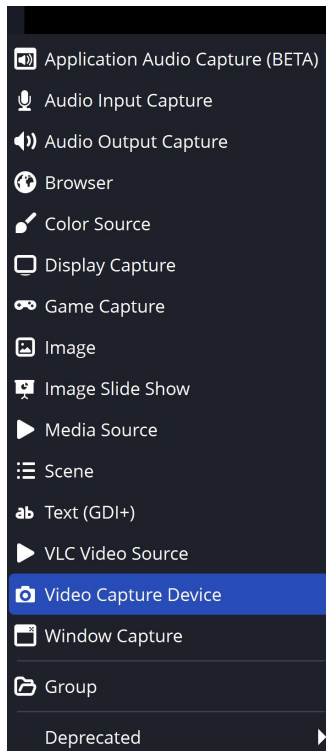 Application Audio Capture (BETA)
Audio Input Capture
Audio Output Capture
Browser
Color Source
Display Capture
Game Capture
Image
Image Slide Show
Media Source
Scene
ab Text (GDI+)
VLC Video Source
Video Capture Device
Window Capture
Group
Deprecated